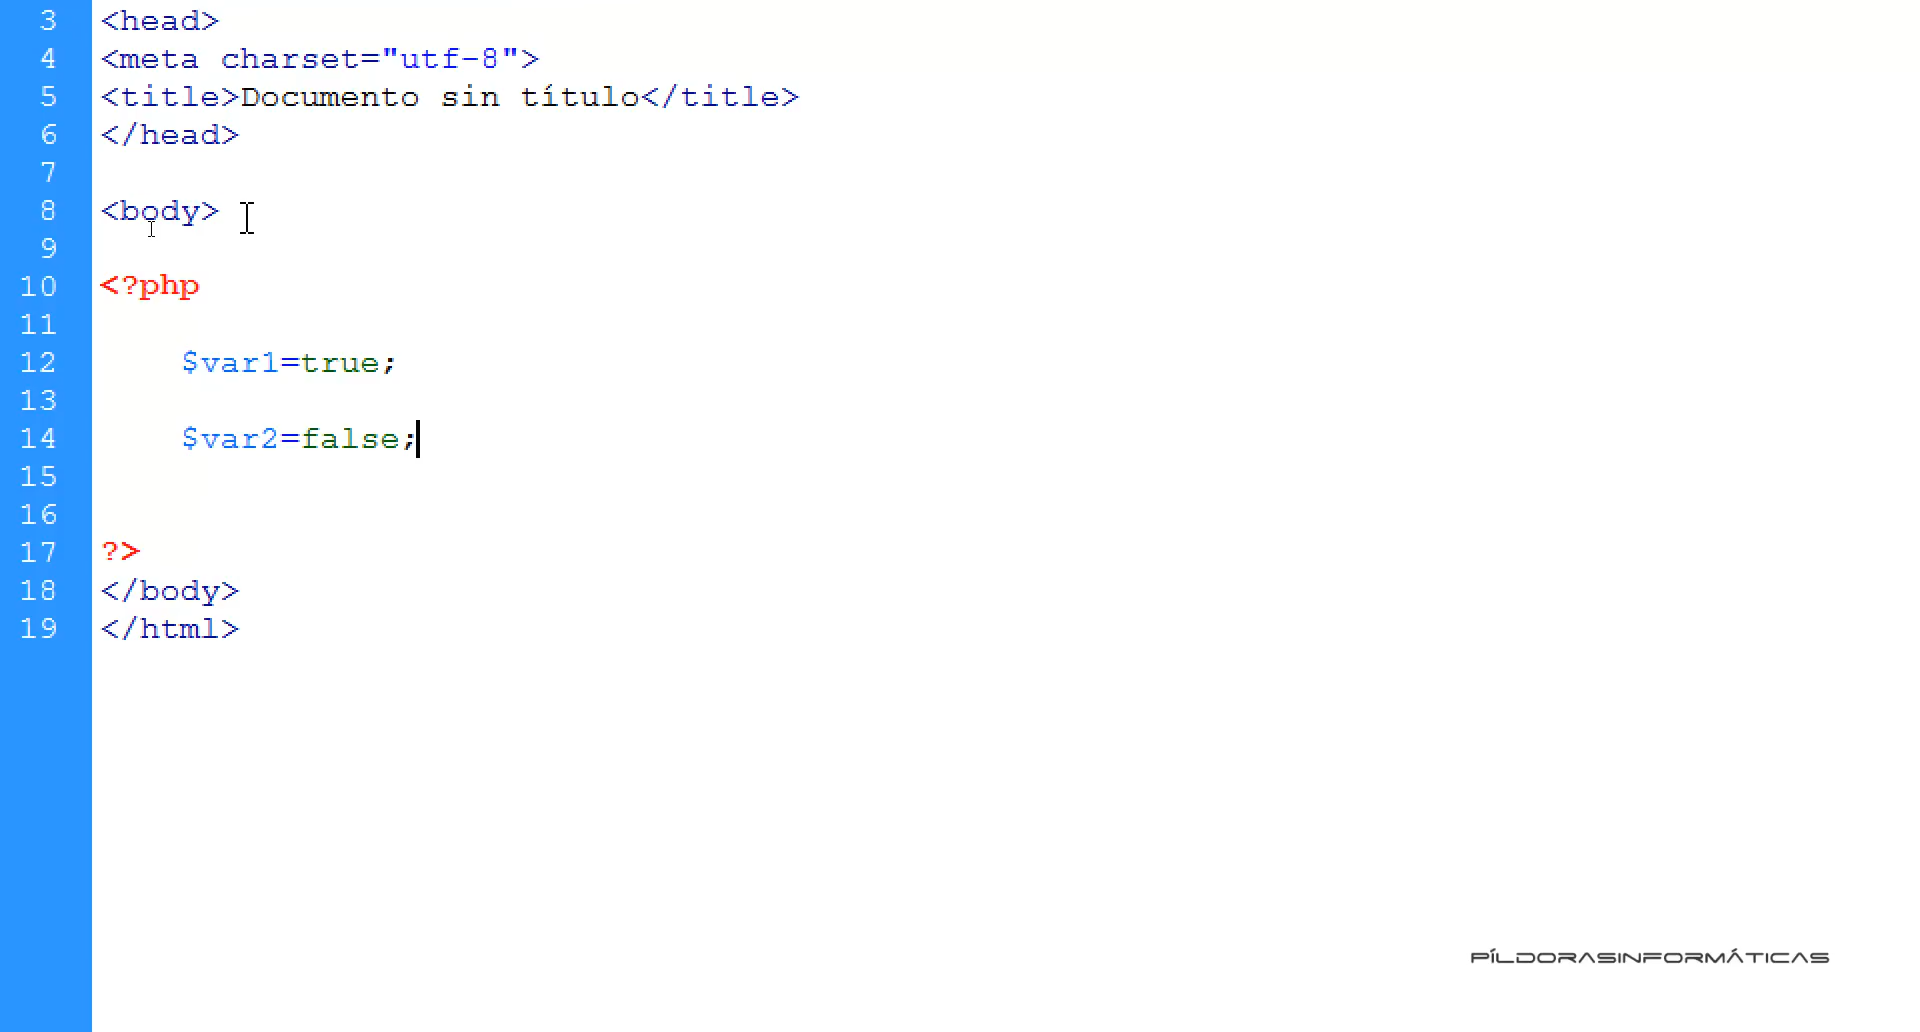 3 <head>
4 <meta charset="utf-8">
5 <title>Documento sin título</title>
6 </head>
7
8 <body>
9
10 <?php
11
12 $var1=true;
13
14 $var2=false;
15
16
17 ?>
18 </body>
19 </html>
PÍLDORASINFORMÁTICAS